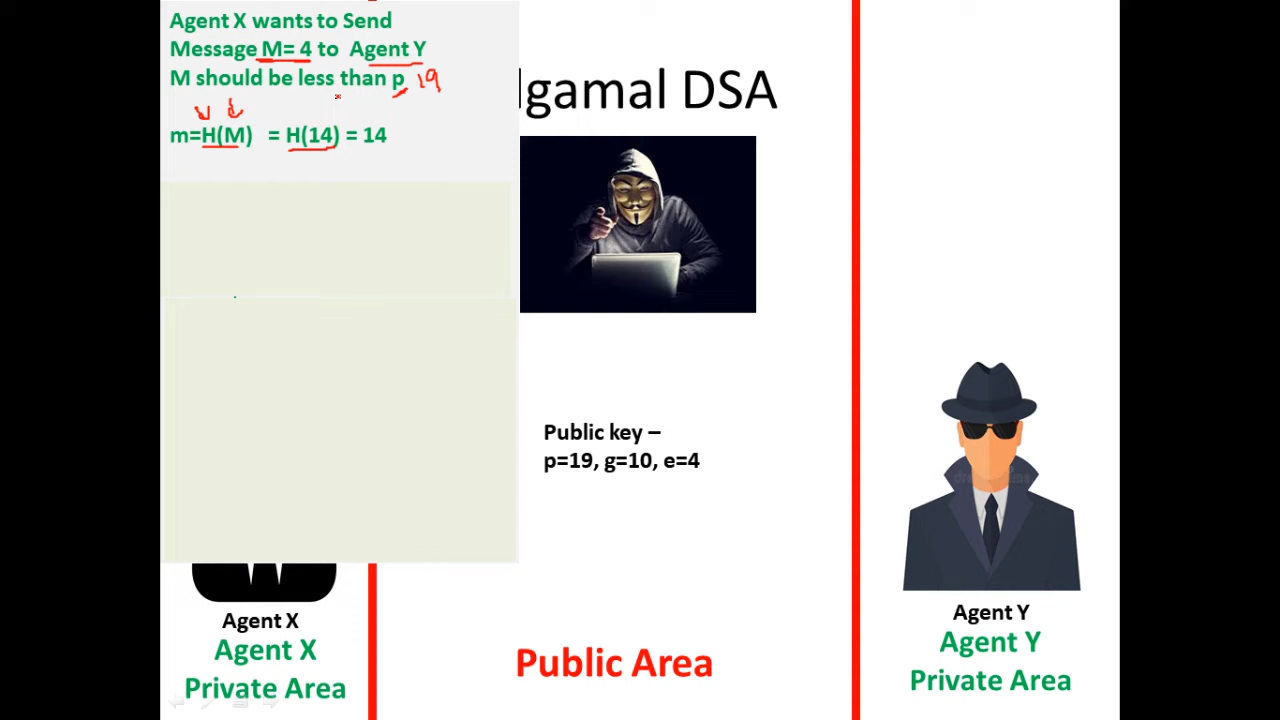 Agent X wants to Send
Message M= 4 to Agent Y
M should be less than p, 19
m=H(M) = H(14) = 14
lgamal DSA
Public key –
p=19, g=10, e=4
Agent X
Agent X
Private Area
Public Area
Agent Y
Agent Y
Private Area